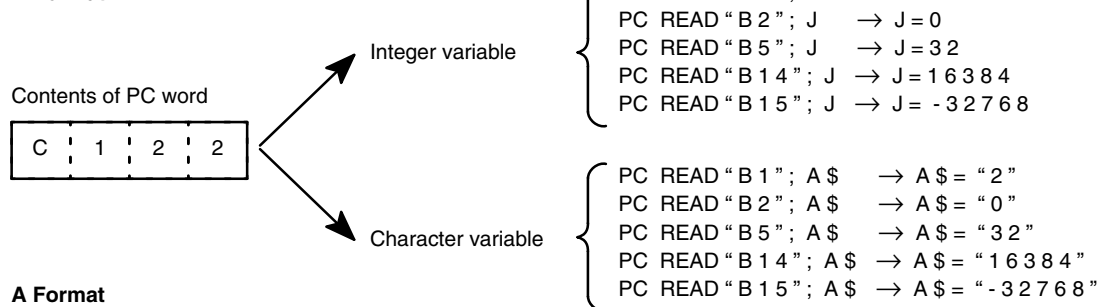 PC READ “B2”; J → J=0
Integer variable
PC READ “B5”; J → J=32
PC READ “B14”; J → J=16384
Contents of PC word
PC READ “B15”; J → J= -32768
C 1 2 2
PC READ “B1”; A$ → A$= “2”
PC READ “B2”; A$ → A$= “0”
Character variable
PC READ “B5”; A$ → A$= “32”
PC READ “B14”; A$ → A$= “16384”
A Format
PC READ “B15”; A$ → A$= “-32768”